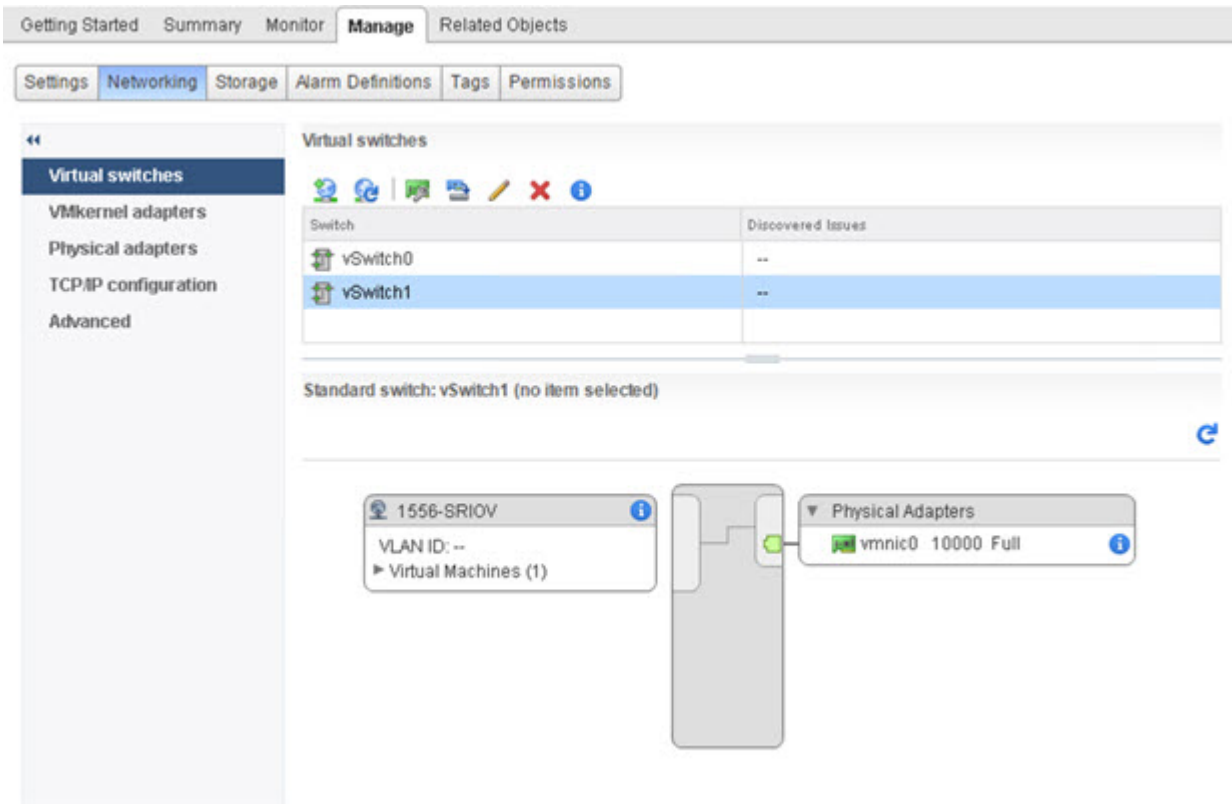 Getting Started Summary Monitor Manage Related Objects
Settings Networking Storage Alarm Definitions Tags Permissions
Virtual switches
VMkernel adapters
Physical adapters
TCP/IP configuration
Advanced
Virtual switches
Switch Discovered Issues
vSwitch0 --
vSwitch1 --
Standard switch: vSwitch1 (no item selected)
1556-SRIOV
VLAN ID: --
Virtual Machines (1)
Physical Adapters
vmnic0 10000 Full